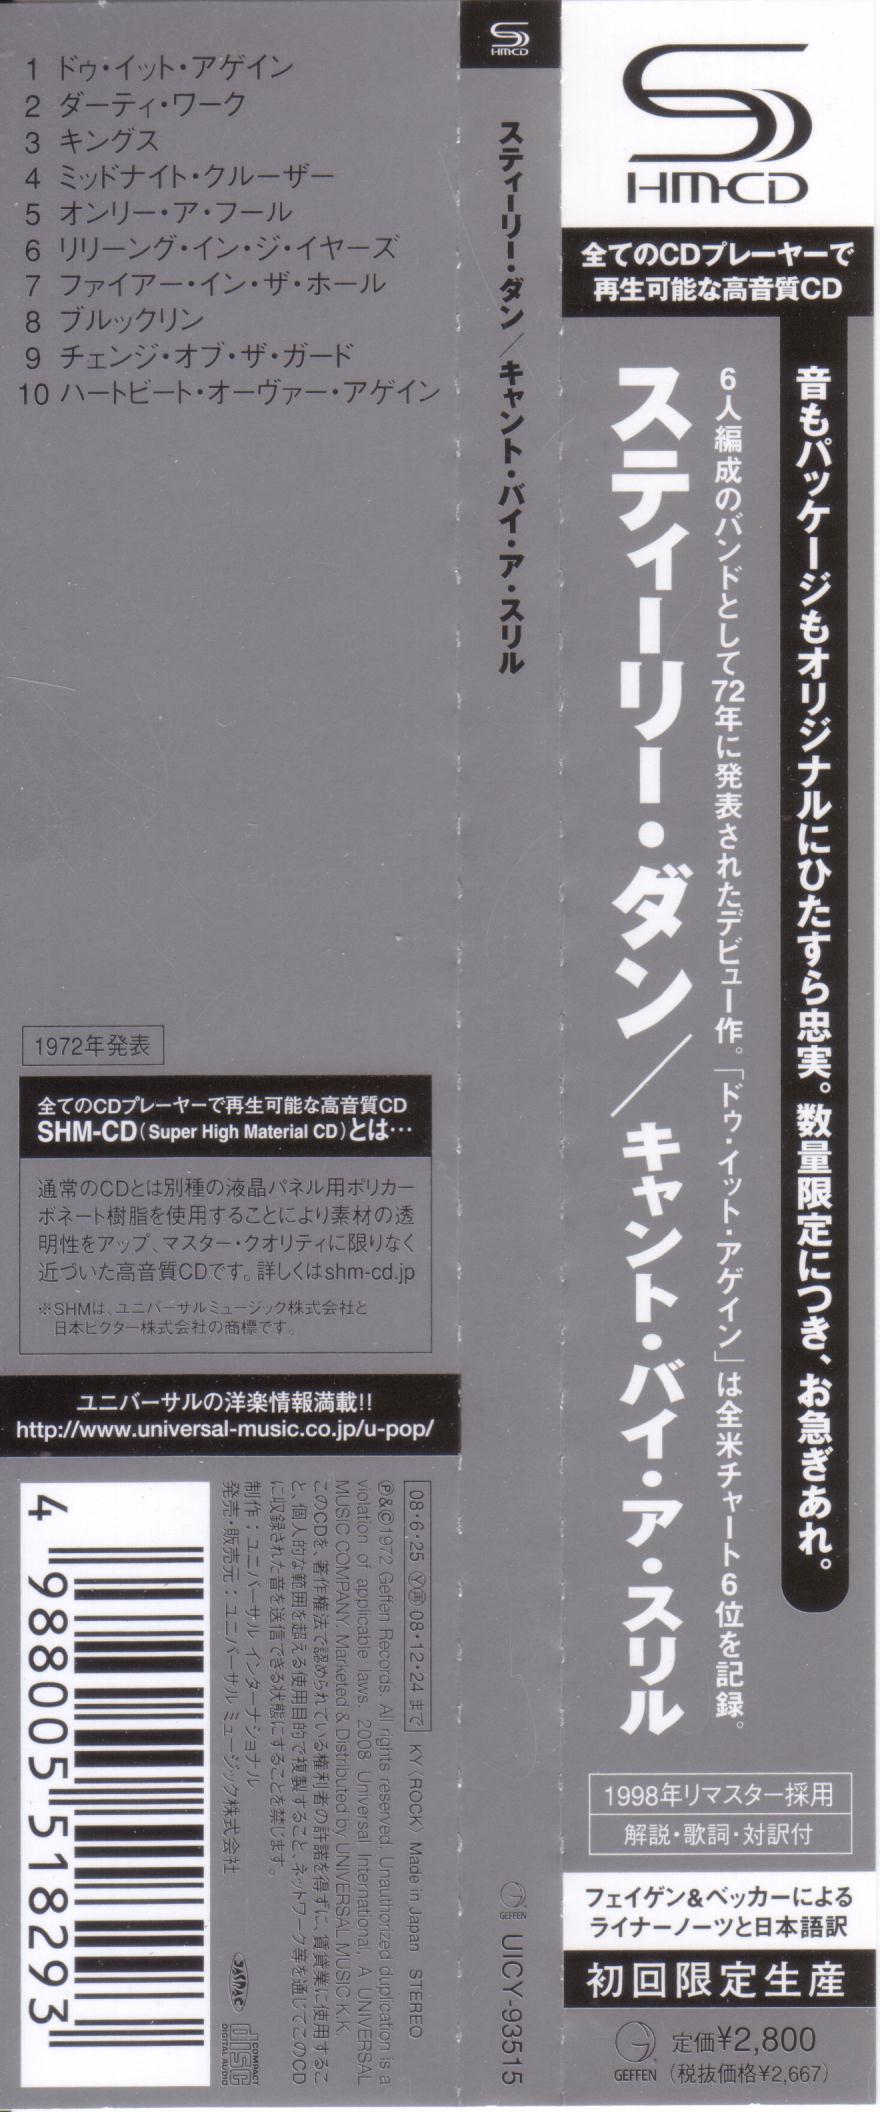 1 ドゥ・イット・アゲイン
2 ダーティ・ワーク
3 キングス
4 ミッドナイト・クルーザー
5 オンリー・ア・フール
6 リリーング・イン・ジ・イヤーズ
7 ファイアー・イン・ザ・ホール
8 ブルックリン
9 チェンジ・オブ・ザ・ガード
10 ハートビート・オーヴァー・アゲイン
1972年発表
全てのCDプレーヤーで再生可能な高音質CD
SHM-CD(Super High Material CD)とは…
通常のCDとは別種の液晶パネル用ポリカー
ボネート樹脂を使用することにより素材の透
明性をアップ、マスター・クオリティに限りなく
近づいた高音質CDです。詳しくはshm-cd.jp
※SHMは、ユニバーサルミュージック株式会社と
日本ビクター株式会社の商標です。
ユニバーサルの洋楽情報満載!!
http://www.universal-music.co.jp/u-pop/
08・6・25 Ⓨ再08・12・24まで KY〈ROCK〉 Made in Japan STEREO
℗&©1972 Geffen Records. All rights reserved. Unauthorized duplication is a
violation of applicable laws. 2008 Universal International, A UNIVERSAL
MUSIC COMPANY. Marketed & Distributed by UNIVERSAL MUSIC K.K.
このCDを、著作権法で認められている権利者の許諾を得ずに、賃貸業に使用するこ
と、個人的な範囲を超える使用目的で複製すること、ネットワーク等を通じてこのCD
に収録された音を送信できる状態にすることを禁じます。
制作：ユニバーサル インターナショナル
発売・販売元：ユニバーサル ミュージック株式会社
JASRAC
COMPACT
disc
DIGITAL AUDIO
4 988005 518293
SHM-CD
スティーリー・ダン／キャント・バイ・ア・スリル
GEFFEN
UICY-93515
SHM-CD
全てのCDプレーヤーで
再生可能な高音質CD
音もパッケージもオリジナルにひたすら忠実。数量限定につき、お急ぎあれ。
6人編成のバンドとして72年に発表されたデビュー作。「ドゥ・イット・アゲイン」は全米チャート6位を記録。
スティーリー・ダン／キャント・バイ・ア・スリル
1998年リマスター採用
解説・歌詞・対訳付
フェイゲン&ベッカーによる
ライナーノーツと日本語訳
初回限定生産
GEFFEN
定価¥2,800
(税抜価格¥2,667)